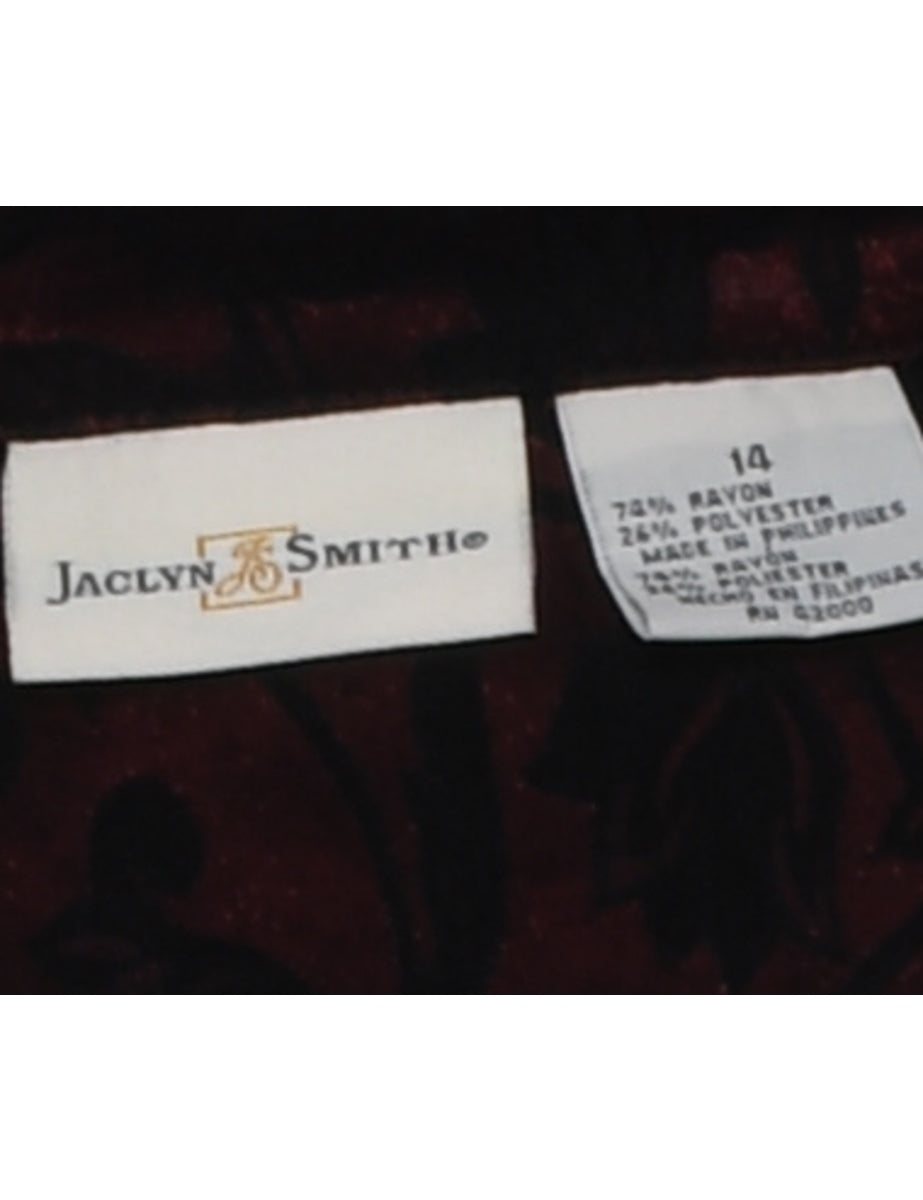 JACLYN JS SMITH®
14
74% RAYON
26% POLYESTER
MADE IN PHILIPPINES
74% RAYON
26% POLIESTER
HECHO EN FILIPINAS
RN